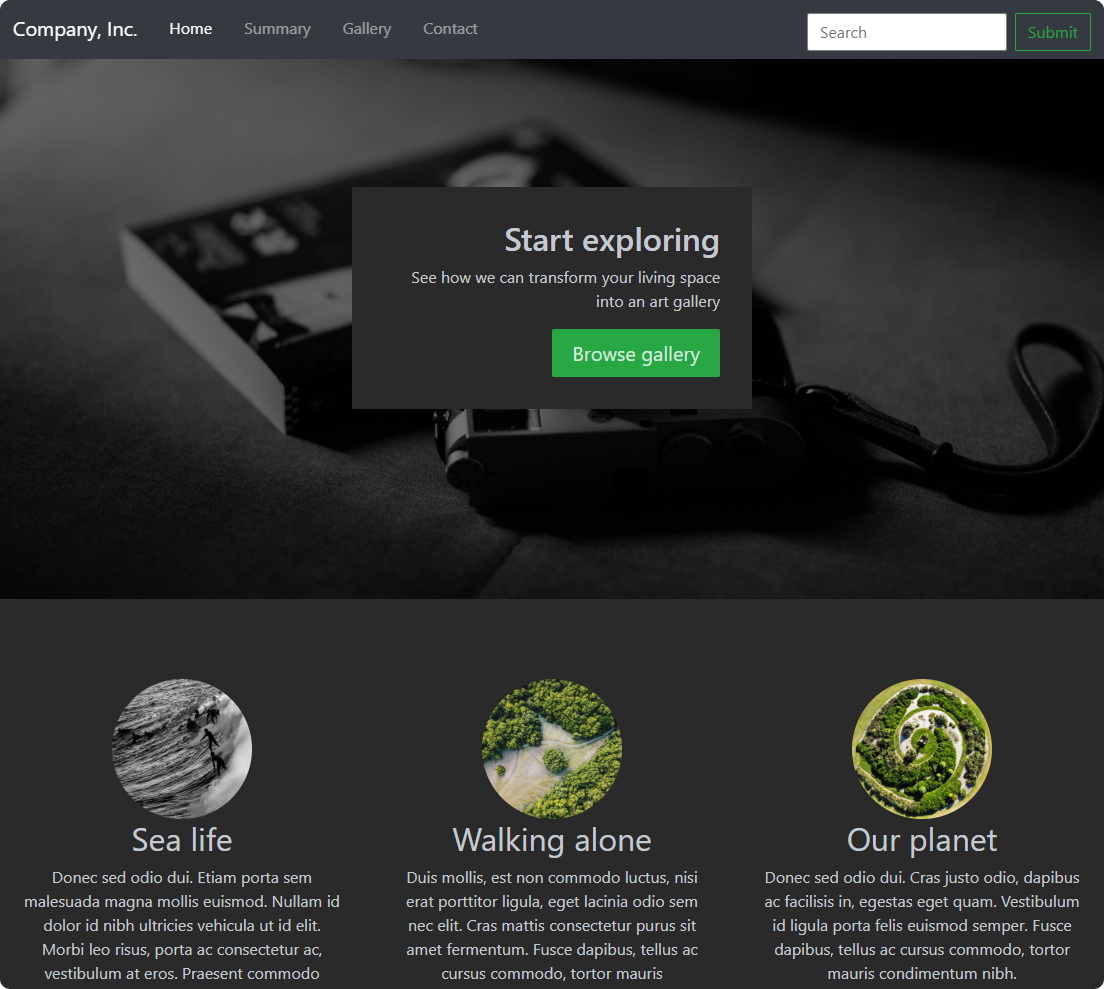 Company, Inc. Home Summary Gallery Contact Search Submit
Start exploring
See how we can transform your living space
into an art gallery
Browse gallery
Sea life
Donec sed odio dui. Etiam porta sem
malesuada magna mollis euismod. Nullam id
dolor id nibh ultricies vehicula ut id elit.
Morbi leo risus, porta ac consectetur ac,
vestibulum at eros. Praesent commodo
Walking alone
Duis mollis, est non commodo luctus, nisi
erat porttitor ligula, eget lacinia odio sem
nec elit. Cras mattis consectetur purus sit
amet fermentum. Fusce dapibus, tellus ac
cursus commodo, tortor mauris
Our planet
Donec sed odio dui. Cras justo odio, dapibus
ac facilisis in, egestas eget quam. Vestibulum
id ligula porta felis euismod semper. Fusce
dapibus, tellus ac cursus commodo, tortor
mauris condimentum nibh.